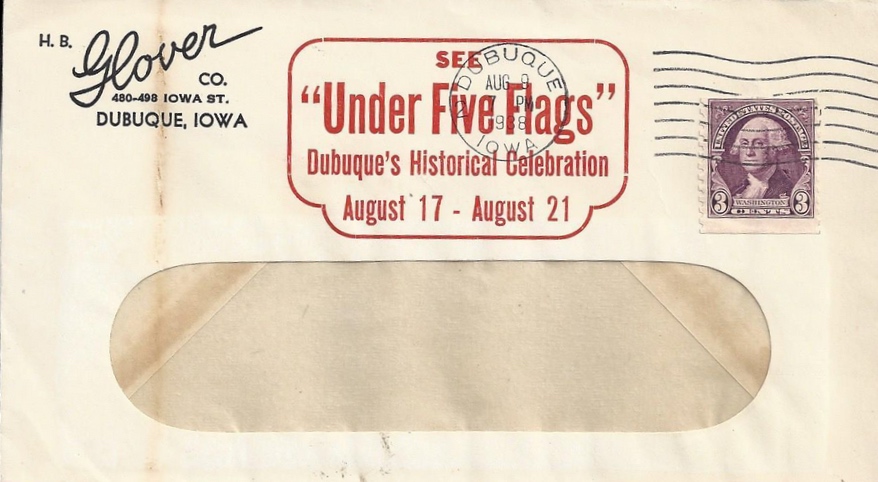 H. B.
Glover
CO.
480-498 IOWA ST.
DUBUQUE, IOWA
SEE
"Under Five Flags"
Dubuque's Historical Celebration
August 17 - August 21
DUBUQUE
AUG 9
7 PM
1938
IOWA
UNITED STATES POSTAGE
WASHINGTON
3 CENTS 3